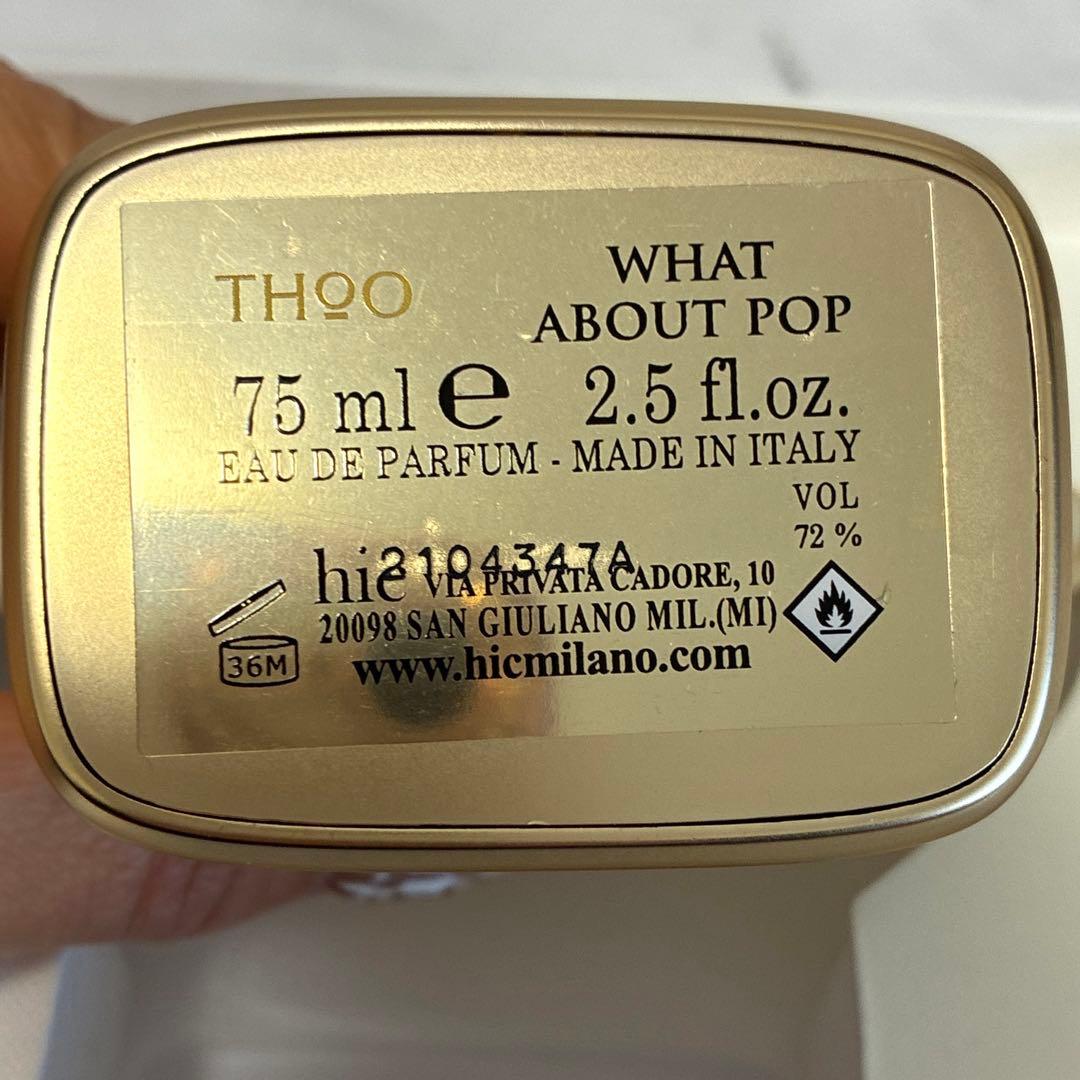 THOO
WHAT
ABOUT POP
75 ml e 2.5 fl.oz.
EAU DE PARFUM - MADE IN ITALY
VOL
72 %
2104347A
hic VIA PRIVATA CADORE, 10
20098 SAN GIULIANO MIL.(MI)
www.hicmilano.com
36M